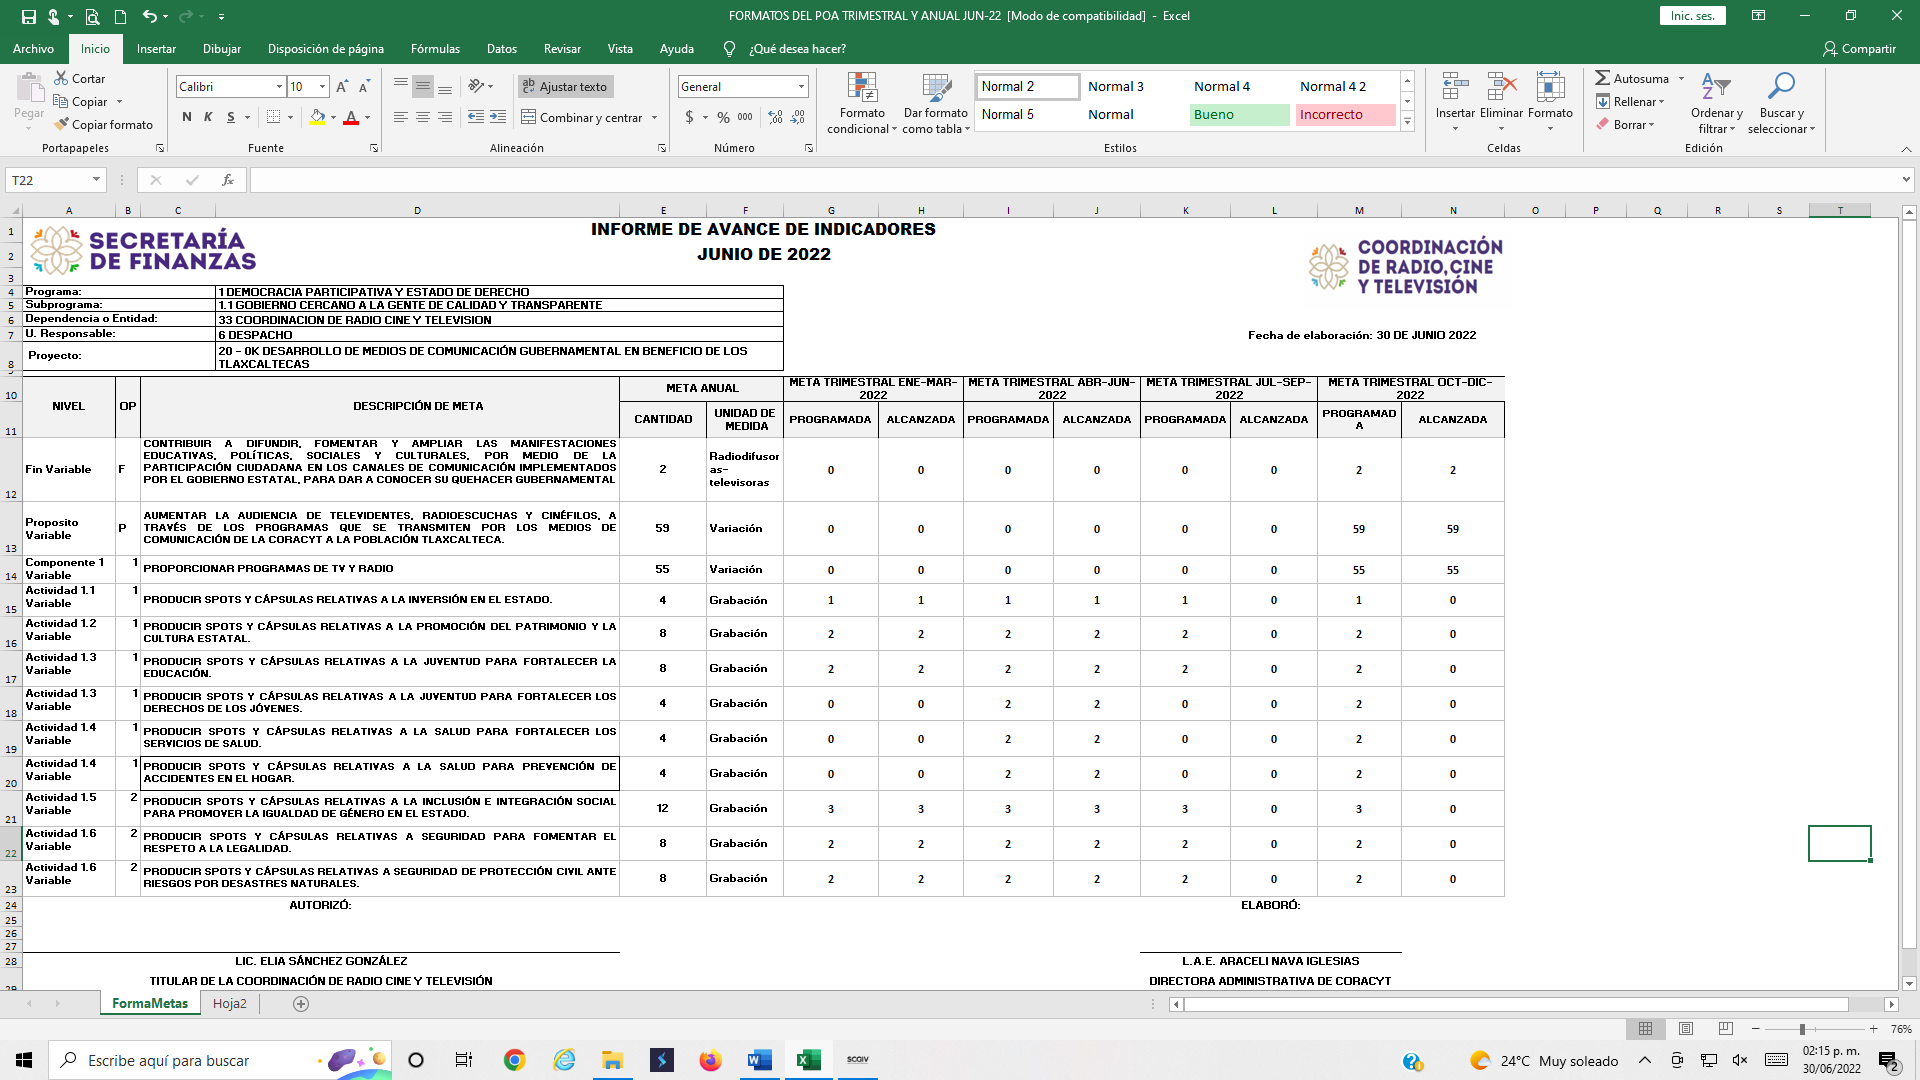 FORMATOS DEL POA TRIMESTRAL Y ANUAL JUN-22 [Modo de compatibilidad] - Excel
Inic. ses.
Archivo Inicio Insertar Dibujar Disposición de página Fórmulas Datos Revisar Vista Ayuda ¿Qué desea hacer? Compartir
Pegar
Cortar
Copiar
Copiar formato
Portapapeles
Calibri 10
N K S
Fuente
Ajustar texto
Combinar y centrar
Alineación
General
$ % 000
Número
Formato condicional
Dar formato como tabla
Normal 2 Normal 3 Normal 4 Normal 4 2
Normal 5 Normal Bueno Incorrecto
Estilos
Insertar Eliminar Formato
Celdas
Autosuma
Rellenar
Borrar
Ordenar y filtrar
Buscar y seleccionar
Edición
T22
fx
A B C D E F G H I J K L M N O P Q R S T
SECRETARÍA
DE FINANZAS
INFORME DE AVANCE DE INDICADORES
JUNIO DE 2022
COORDINACIÓN
DE RADIO, CINE
Y TELEVISIÓN
4 Programa: 1 DEMOCRACIA PARTICIPATIVA Y ESTADO DE DERECHO
5 Subprograma: 1.1 GOBIERNO CERCANO A LA GENTE DE CALIDAD Y TRANSPARENTE
6 Dependencia o Entidad: 33 COORDINACION DE RADIO CINE Y TELEVISION
7 U. Responsable: 6 DESPACHO
Fecha de elaboración: 30 DE JUNIO 2022
8 Proyecto: 20 - 0K DESARROLLO DE MEDIOS DE COMUNICACIÓN GUBERNAMENTAL EN BENEFICIO DE LOS
TLAXCALTECAS
NIVEL OP DESCRIPCIÓN DE META META ANUAL META TRIMESTRAL ENE-MAR-2022 META TRIMESTRAL ABR-JUN-2022 META TRIMESTRAL JUL-SEP-2022 META TRIMESTRAL OCT-DIC-2022
CANTIDAD UNIDAD DE MEDIDA PROGRAMADA ALCANZADA PROGRAMADA ALCANZADA PROGRAMADA ALCANZADA PROGRAMADA ALCANZADA
12 Fin Variable F CONTRIBUIR A DIFUNDIR, FOMENTAR Y AMPLIAR LAS MANIFESTACIONES
EDUCATIVAS, POLÍTICAS, SOCIALES Y CULTURALES, POR MEDIO DE LA
PARTICIPACIÓN CIUDADANA EN LOS CANALES DE COMUNICACIÓN IMPLEMENTADOS
POR EL GOBIERNO ESTATAL, PARA DAR A CONOCER SU QUEHACER GUBERNAMENTAL
2 Radiodifusoras-televisoras 0 0 0 0 0 0 2 2
13 Proposito Variable P AUMENTAR LA AUDIENCIA DE TELEVIDENTES, RADIOESCUCHAS Y CINÉFILOS, A
TRAVÉS DE LOS PROGRAMAS QUE SE TRANSMITEN POR LOS MEDIOS DE
COMUNICACIÓN DE LA CORACYT A LA POBLACIÓN TLAXCALTECA.
59 Variación 0 0 0 0 0 0 59 59
14 Componente 1 Variable 1 PROPORCIONAR PROGRAMAS DE TV Y RADIO 55 Variación 0 0 0 0 0 0 55 55
15 Actividad 1.1 Variable 1 PRODUCIR SPOTS Y CÁPSULAS RELATIVAS A LA INVERSIÓN EN EL ESTADO. 4 Grabación 1 1 1 1 1 0 1 0
16 Actividad 1.2 Variable 1 PRODUCIR SPOTS Y CÁPSULAS RELATIVAS A LA PROMOCIÓN DEL PATRIMONIO Y LA
CULTURA ESTATAL. 8 Grabación 2 2 2 2 2 0 2 0
17 Actividad 1.3 Variable 1 PRODUCIR SPOTS Y CÁPSULAS RELATIVAS A LA JUVENTUD PARA FORTALECER LA
EDUCACIÓN. 8 Grabación 2 2 2 2 2 0 2 0
18 Actividad 1.3 Variable 1 PRODUCIR SPOTS Y CÁPSULAS RELATIVAS A LA JUVENTUD PARA FORTALECER LOS
DERECHOS DE LOS JÓVENES. 4 Grabación 0 0 2 2 0 0 2 0
19 Actividad 1.4 Variable 1 PRODUCIR SPOTS Y CÁPSULAS RELATIVAS A LA SALUD PARA FORTALECER LOS
SERVICIOS DE SALUD. 4 Grabación 0 0 2 2 0 0 2 0
20 Actividad 1.4 Variable 1 PRODUCIR SPOTS Y CÁPSULAS RELATIVAS A LA SALUD PARA PREVENCIÓN DE
ACCIDENTES EN EL HOGAR. 4 Grabación 0 0 2 2 0 0 2 0
21 Actividad 1.5 Variable 2 PRODUCIR SPOTS Y CÁPSULAS RELATIVAS A LA INCLUSIÓN E INTEGRACIÓN SOCIAL
PARA PROMOVER LA IGUALDAD DE GÉNERO EN EL ESTADO. 12 Grabación 3 3 3 3 3 0 3 0
22 Actividad 1.6 Variable 2 PRODUCIR SPOTS Y CÁPSULAS RELATIVAS A SEGURIDAD PARA FOMENTAR EL
RESPETO A LA LEGALIDAD. 8 Grabación 2 2 2 2 2 0 2 0
23 Actividad 1.6 Variable 2 PRODUCIR SPOTS Y CÁPSULAS RELATIVAS A SEGURIDAD DE PROTECCIÓN CIVIL ANTE
RIESGOS POR DESASTRES NATURALES. 8 Grabación 2 2 2 2 2 0 2 0
24 AUTORIZÓ: ELABORÓ:
25
26
27
28 LIC. ELIA SÁNCHEZ GONZÁLEZ L.A.E. ARACELI NAVA IGLESIAS
29 TITULAR DE LA COORDINACIÓN DE RADIO CINE Y TELEVISIÓN DIRECTORA ADMINISTRATIVA DE CORACYT
FormaMetas Hoja2
76%
Escribe aquí para buscar
SCGIV
24°C Muy soleado
02:15 p. m.
30/06/2022
2